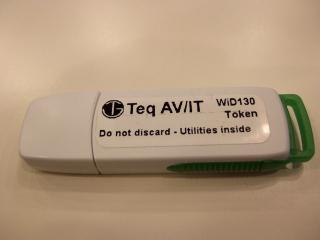 Teq AV/IT WiD130
Token
Do not discard - Utilities inside